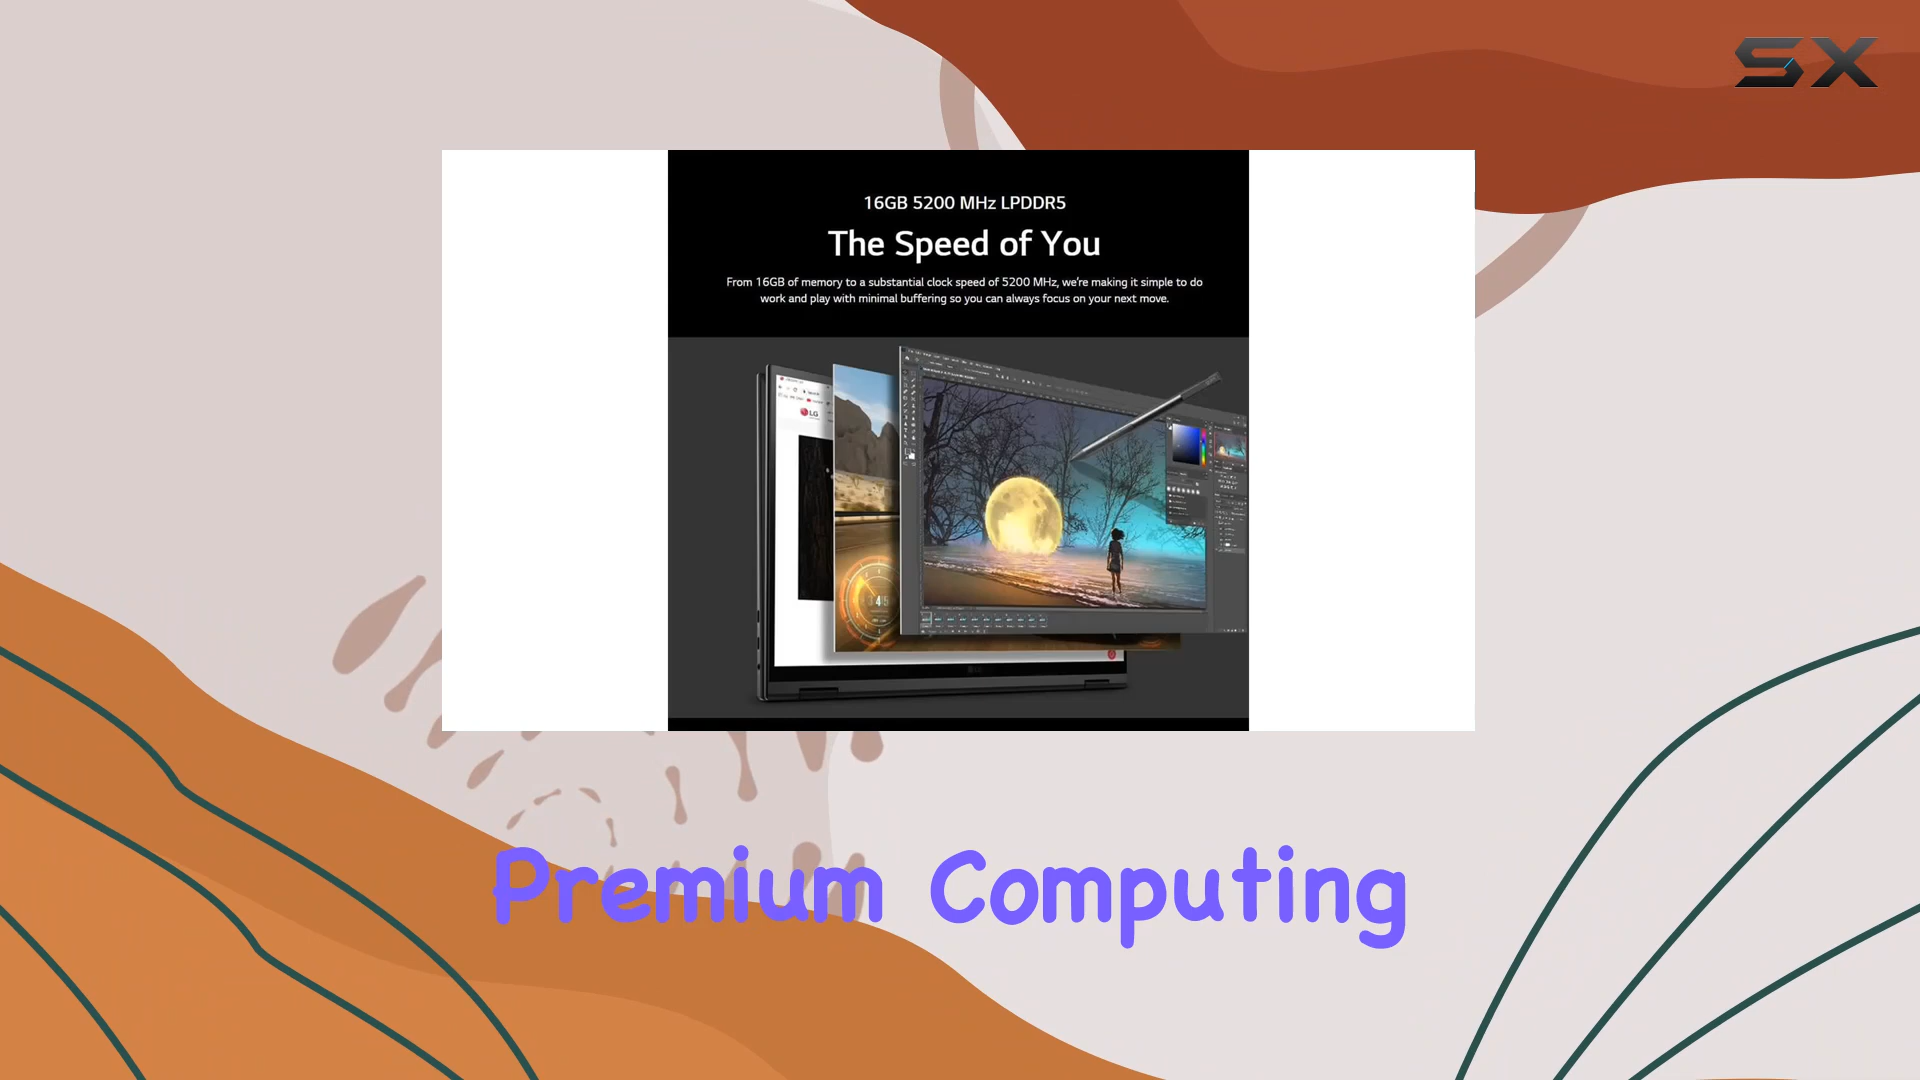 SX
16GB 5200 MHz LPDDR5
The Speed of You
From 16GB of memory to a substantial clock speed of 5200 MHz, we're making it simple to do
work and play with minimal buffering so you can always focus on your next move.
LG
Premium Computing